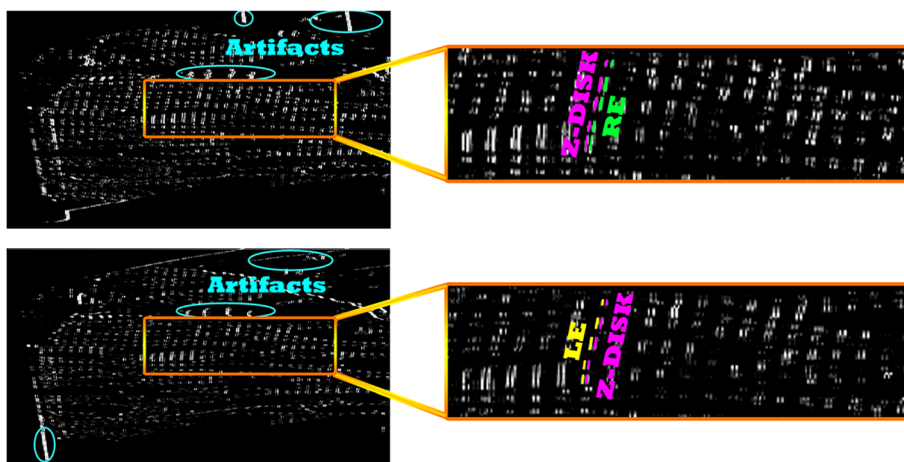 Artifacts
Z-DISK
RE
Artifacts
LE
Z-DISK